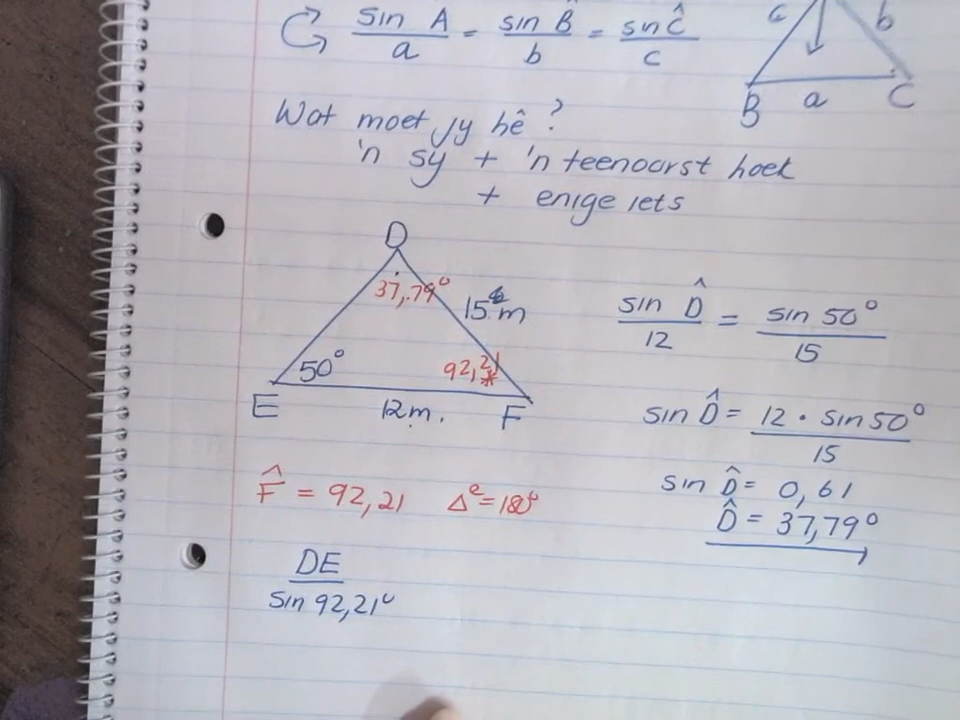 sin A/a = sin B̂/b = sin Ĉ/c
c b
B a C
Wat moet jy hê?
'n sy + 'n teenoorst hoek
+ enige iets
D
37,79°
15 m
50°
92,21
E 12m. F
sin D̂/12 = sin 50°/15
sin D̂ = 12 · sin 50°/15
sin D̂ = 0,61
D̂ = 37,79°
F̂ = 92,21 Δᵉ = 180°
DE/sin 92,21°